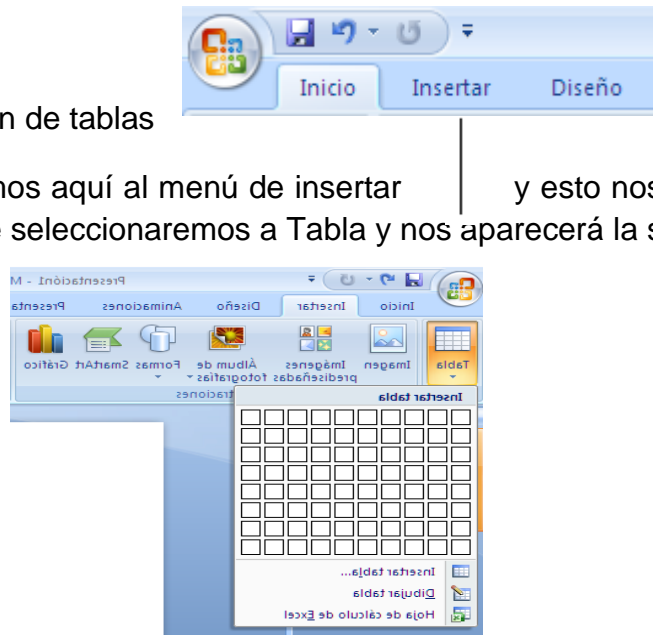 Inicio Insertar Diseño
n de tablas
nos aquí al menú de insertar y esto nos
e seleccionaremos a Tabla y nos aparecerá la s
Presentación1 - M
Inicio Insertar Diseño Animaciones Presenta
Tabla Imagen Imágenes prediseñadas Álbum de fotografías Formas SmartArt Gráfico
traciones
Insertar tabla
Insertar tabla...
Dibujar tabla
Hoja de cálculo de Excel